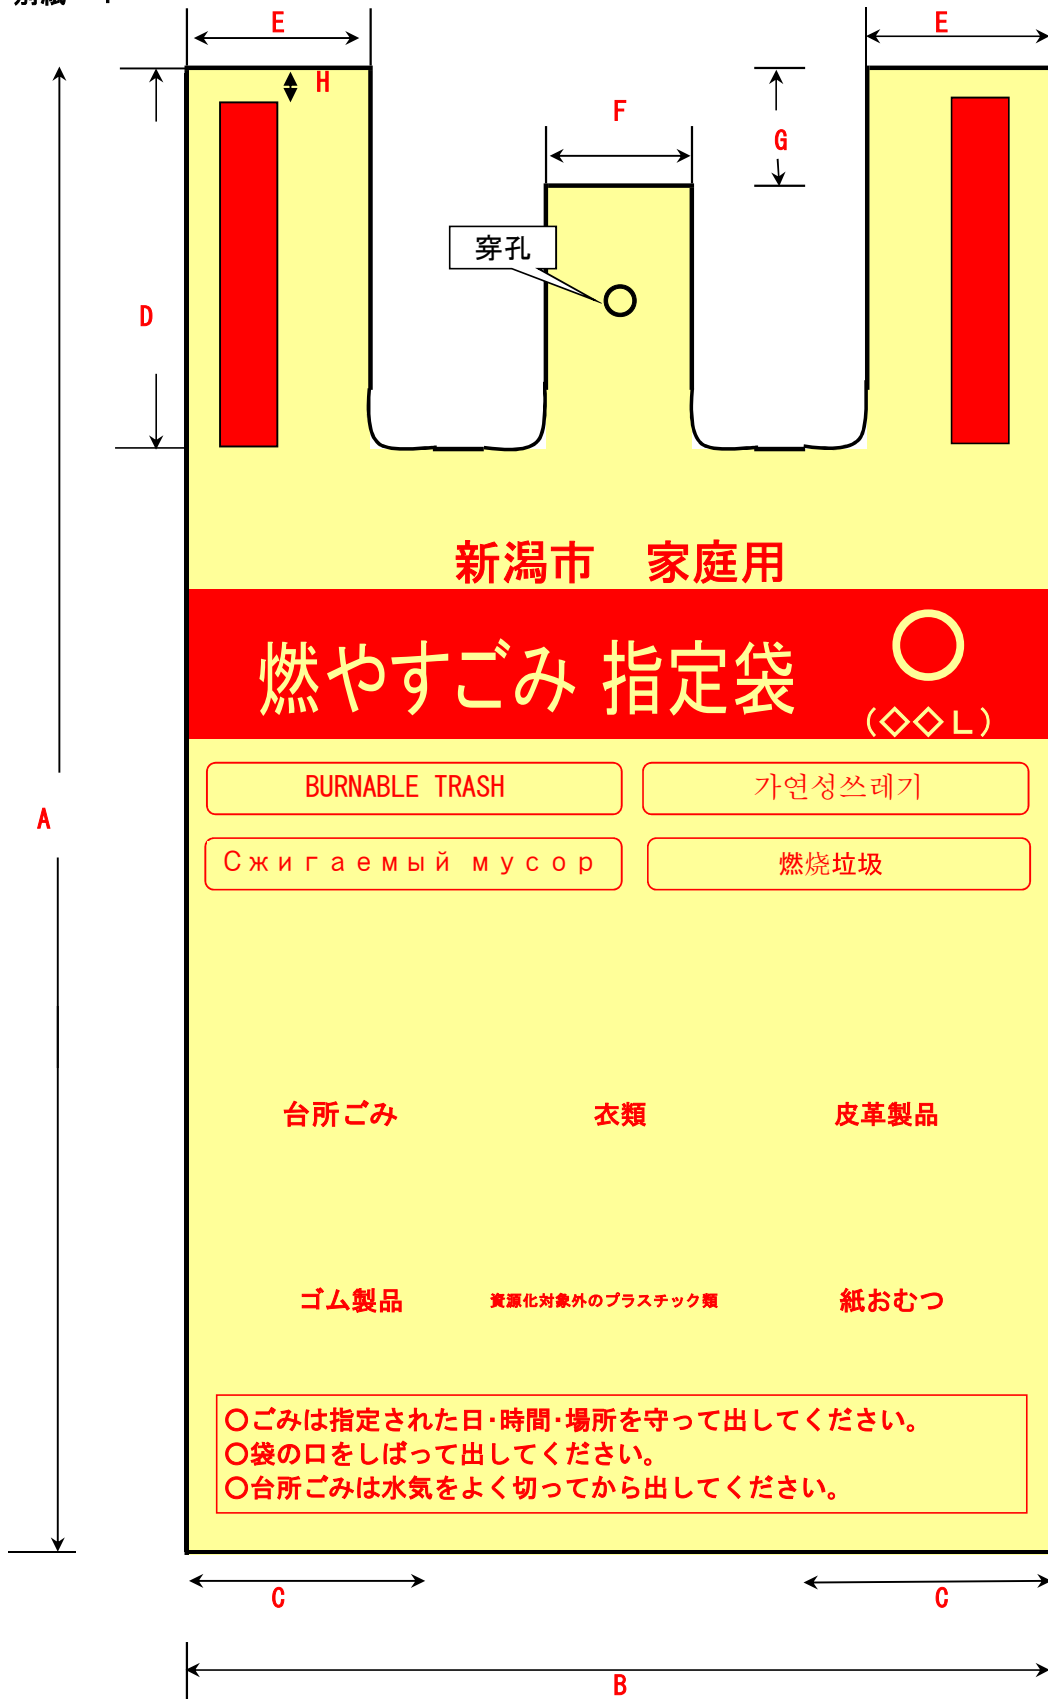 E E
H
F
G
穿孔
D
新潟市 家庭用
燃やすごみ 指定袋 ○
(◇◇L)
BURNABLE TRASH 가연성쓰레기
Сжигаемый мусор 燃烧垃圾
A
台所ごみ 衣類 皮革製品
ゴム製品 資源化対象外のプラスチック類 紙おむつ
○ごみは指定された日・時間・場所を守って出してください。
○袋の口をしばって出してください。
○台所ごみは水気をよく切ってから出してください。
C C
B